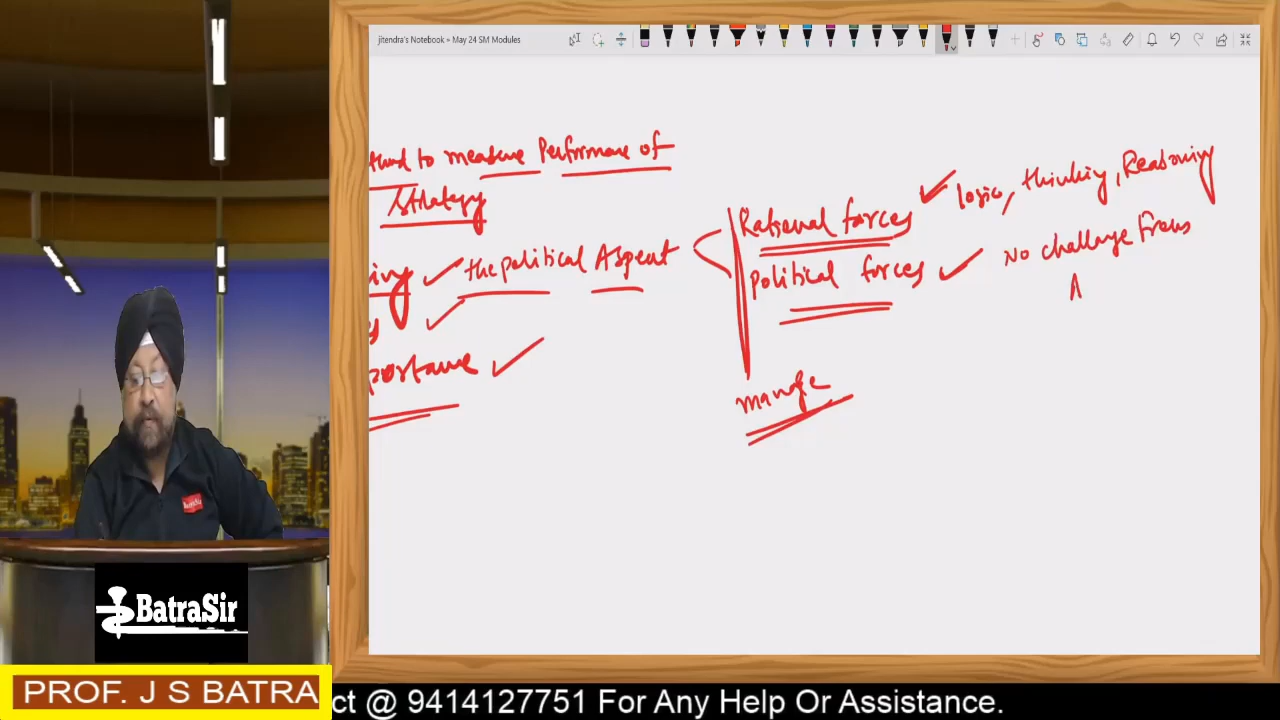 jitendra's Notebook » May 24 SM Modules
to measure Performance of
Strategy
Rational forces ✓ logic, thinking, Reasoning
✓ the political Aspect
political forces ✓ No challenge from
A
✓
portance ✓
manage
BatraSir
PROF. J S BATRA
ct @ 9414127751 For Any Help Or Assistance.